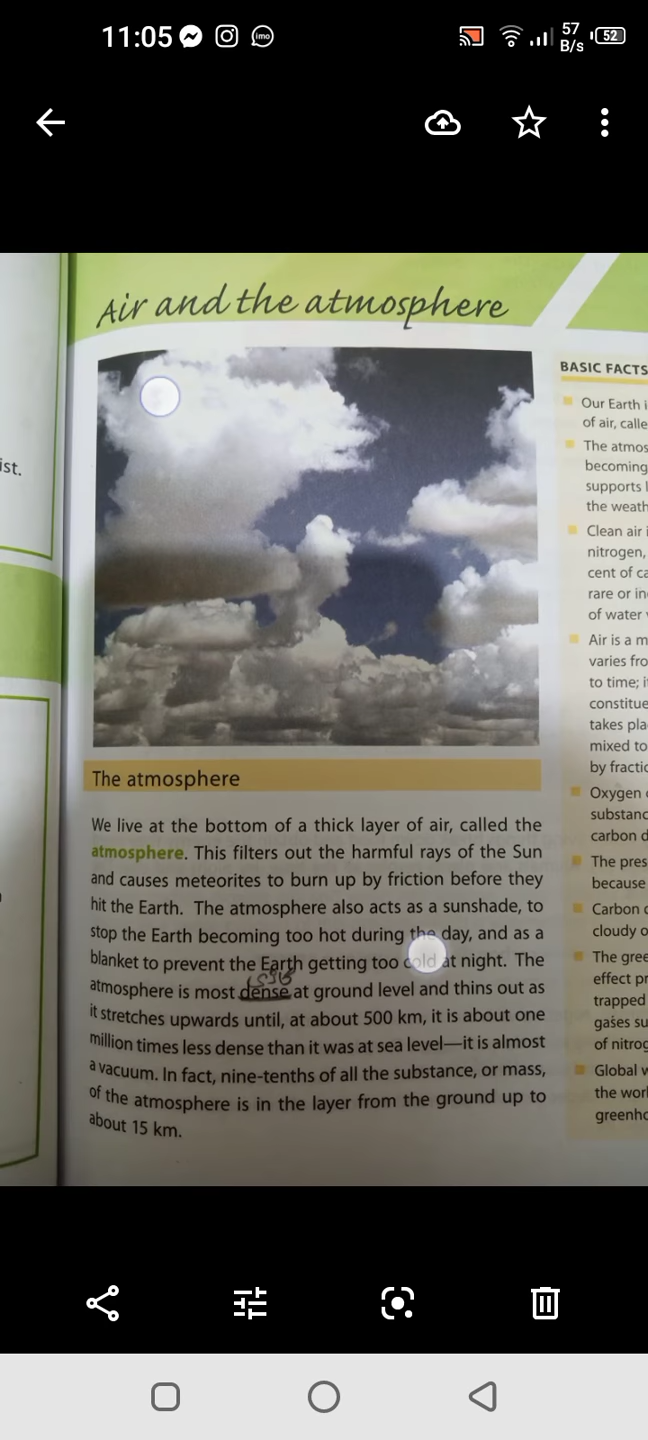 11:05
imo
57
B/s
52
Air and the atmosphere
ist.
The atmosphere
We live at the bottom of a thick layer of air, called the
atmosphere. This filters out the harmful rays of the Sun
and causes meteorites to burn up by friction before they
hit the Earth. The atmosphere also acts as a sunshade, to
stop the Earth becoming too hot during the day, and as a
blanket to prevent the Earth getting too cold at night. The
atmosphere is most dense at ground level and thins out as
it stretches upwards until, at about 500 km, it is about one
million times less dense than it was at sea level—it is almost
a vacuum. In fact, nine-tenths of all the substance, or mass,
of the atmosphere is in the layer from the ground up to
about 15 km.
BASIC FACTS
Our Earth i
of air, calle
The atmos
becoming
supports l
the weath
Clean air i
nitrogen,
cent of ca
rare or in
of water
Air is a m
varies fro
to time; i
constitue
takes pla
mixed to
by fractio
Oxygen
substanc
carbon d
The pres
because
Carbon
cloudy o
The gree
effect pr
trapped
gases su
of nitrog
Global w
the worl
greenho